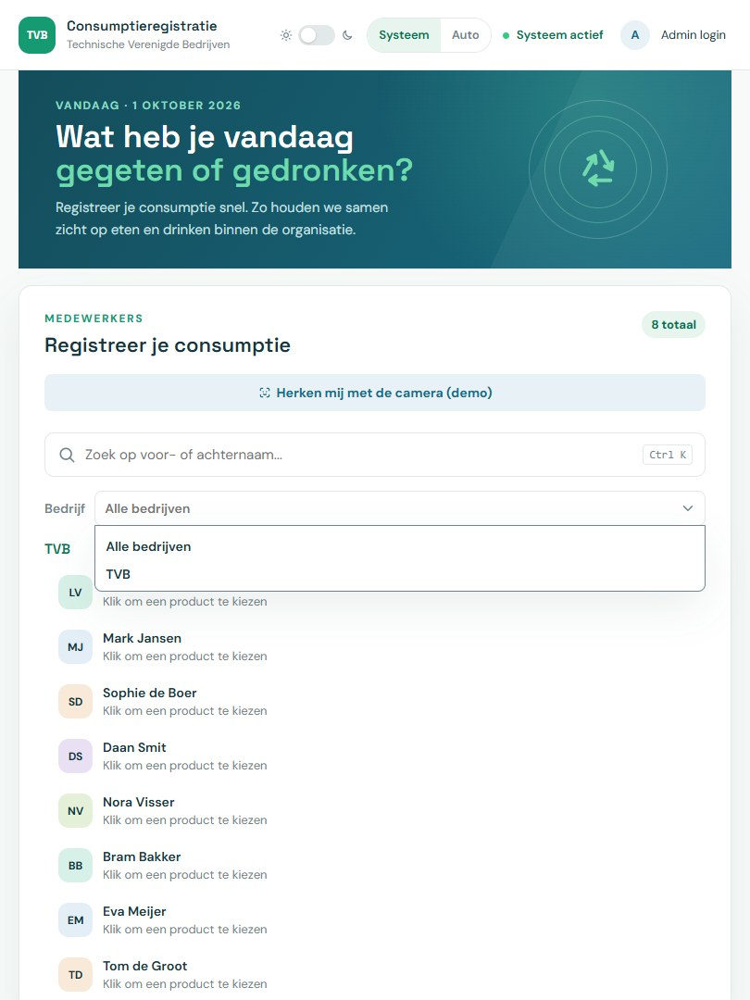 TVB
Consumptieregistratie
Technische Verenigde Bedrijven
Systeem
Auto
Systeem actief
A
Admin login
VANDAAG · 1 OKTOBER 2026
Wat heb je vandaag
gegeten of gedronken?
Registreer je consumptie snel. Zo houden we samen
zicht op eten en drinken binnen de organisatie.
MEDEWERKERS
8 totaal
Registreer je consumptie
Herken mij met de camera (demo)
Zoek op voor- of achternaam...
Ctrl K
Bedrijf
Alle bedrijven
Alle bedrijven
TVB
TVB
LV
Klik om een product te kiezen
MJ
Mark Jansen
Klik om een product te kiezen
SD
Sophie de Boer
Klik om een product te kiezen
DS
Daan Smit
Klik om een product te kiezen
NV
Nora Visser
Klik om een product te kiezen
BB
Bram Bakker
Klik om een product te kiezen
EM
Eva Meijer
Klik om een product te kiezen
TD
Tom de Groot
Klik om een product te kiezen